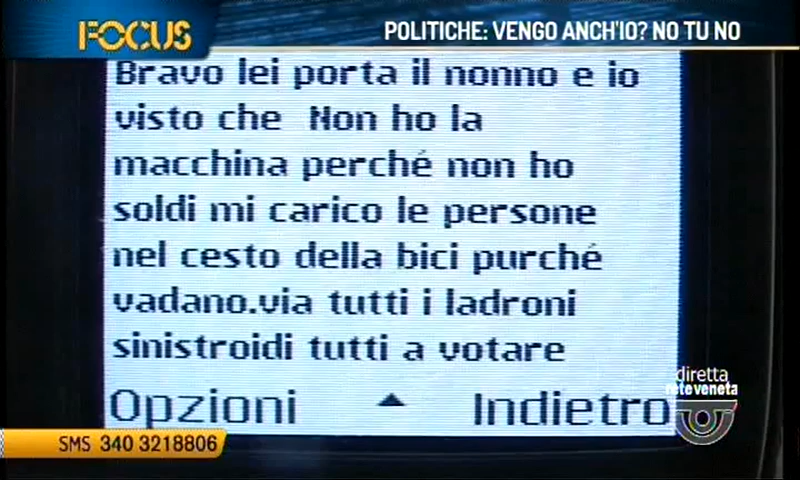 FOCUS
POLITICHE: VENGO ANCH'IO? NO TU NO
Bravo lei porta il nonno e io
visto che Non ho la
macchina perché non ho
soldi mi carico le persone
nel cesto della bici purché
vadano.via tutti i ladroni
sinistroidi tutti a votare
Opzioni Indietro
diretta
reteveneta
SMS 340 3218806